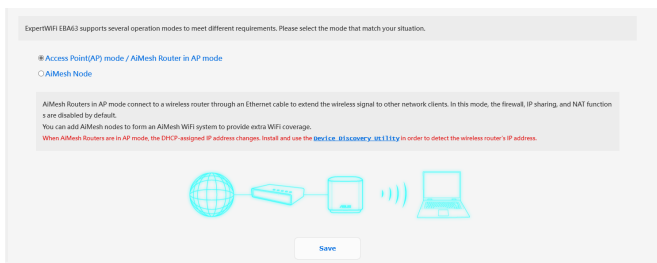 ExpertWiFi EBA63 supports several operation modes to meet different requirements. Please select the mode that match your situation.
Access Point(AP) mode / AiMesh Router in AP mode
AiMesh Node
AiMesh Routers in AP mode connect to a wireless router through an Ethernet cable to extend the wireless signal to other network clients. In this mode, the firewall, IP sharing, and NAT function
s are disabled by default.
You can add AiMesh nodes to form an AiMesh WiFi system to provide extra WiFi coverage.
When AiMesh Routers are in AP mode, the DHCP-assigned IP address changes. Install and use the Device Discovery Utility in order to detect the wireless router's IP address.
Save